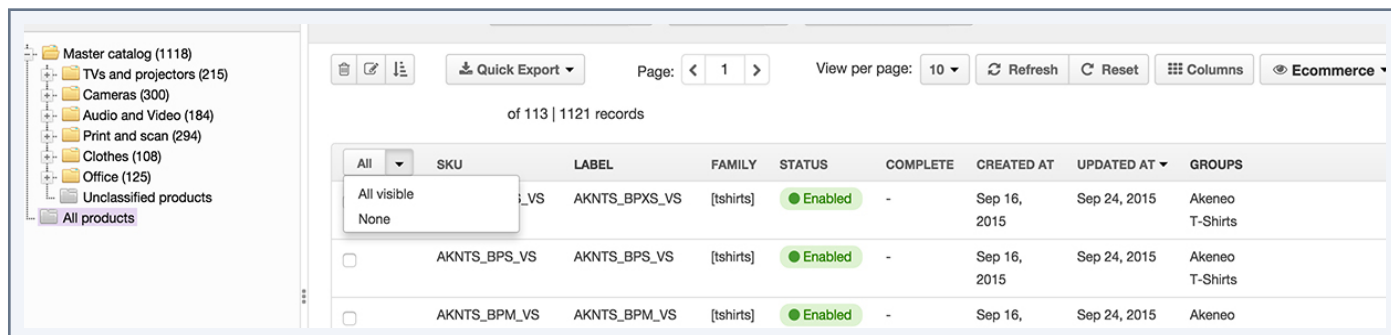 Master catalog (1118)
TVs and projectors (215)
Cameras (300)
Audio and Video (184)
Print and scan (294)
Clothes (108)
Office (125)
Unclassified products
All products
Quick Export Page: 1 View per page: 10 Refresh Reset Columns Ecommerce
of 113 | 1121 records
All SKU LABEL FAMILY STATUS COMPLETE CREATED AT UPDATED AT GROUPS
All visible
None
S_VS AKNTS_BPXS_VS [tshirts] Enabled - Sep 16, Sep 24, 2015 Akeneo
2015 T-Shirts
AKNTS_BPS_VS AKNTS_BPS_VS [tshirts] Enabled - Sep 16, Sep 24, 2015 Akeneo
2015 T-Shirts
AKNTS_BPM_VS AKNTS_BPM_VS [tshirts] Enabled - Sep 16, Sep 24, 2015 Akeneo